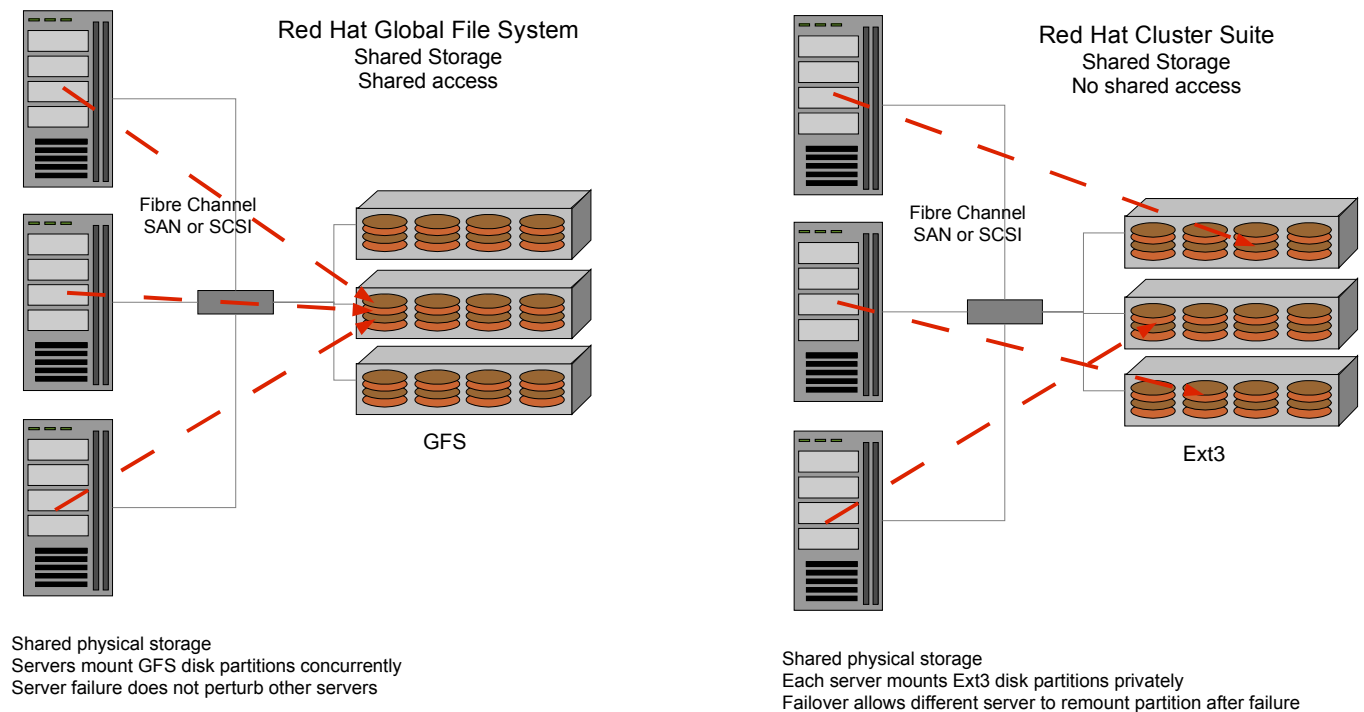 Red Hat Global File System
Shared Storage
Shared access
Fibre Channel
SAN or SCSI
GFS
Shared physical storage
Servers mount GFS disk partitions concurrently
Server failure does not perturb other servers
Red Hat Cluster Suite
Shared Storage
No shared access
Fibre Channel
SAN or SCSI
Ext3
Shared physical storage
Each server mounts Ext3 disk partitions privately
Failover allows different server to remount partition after failure